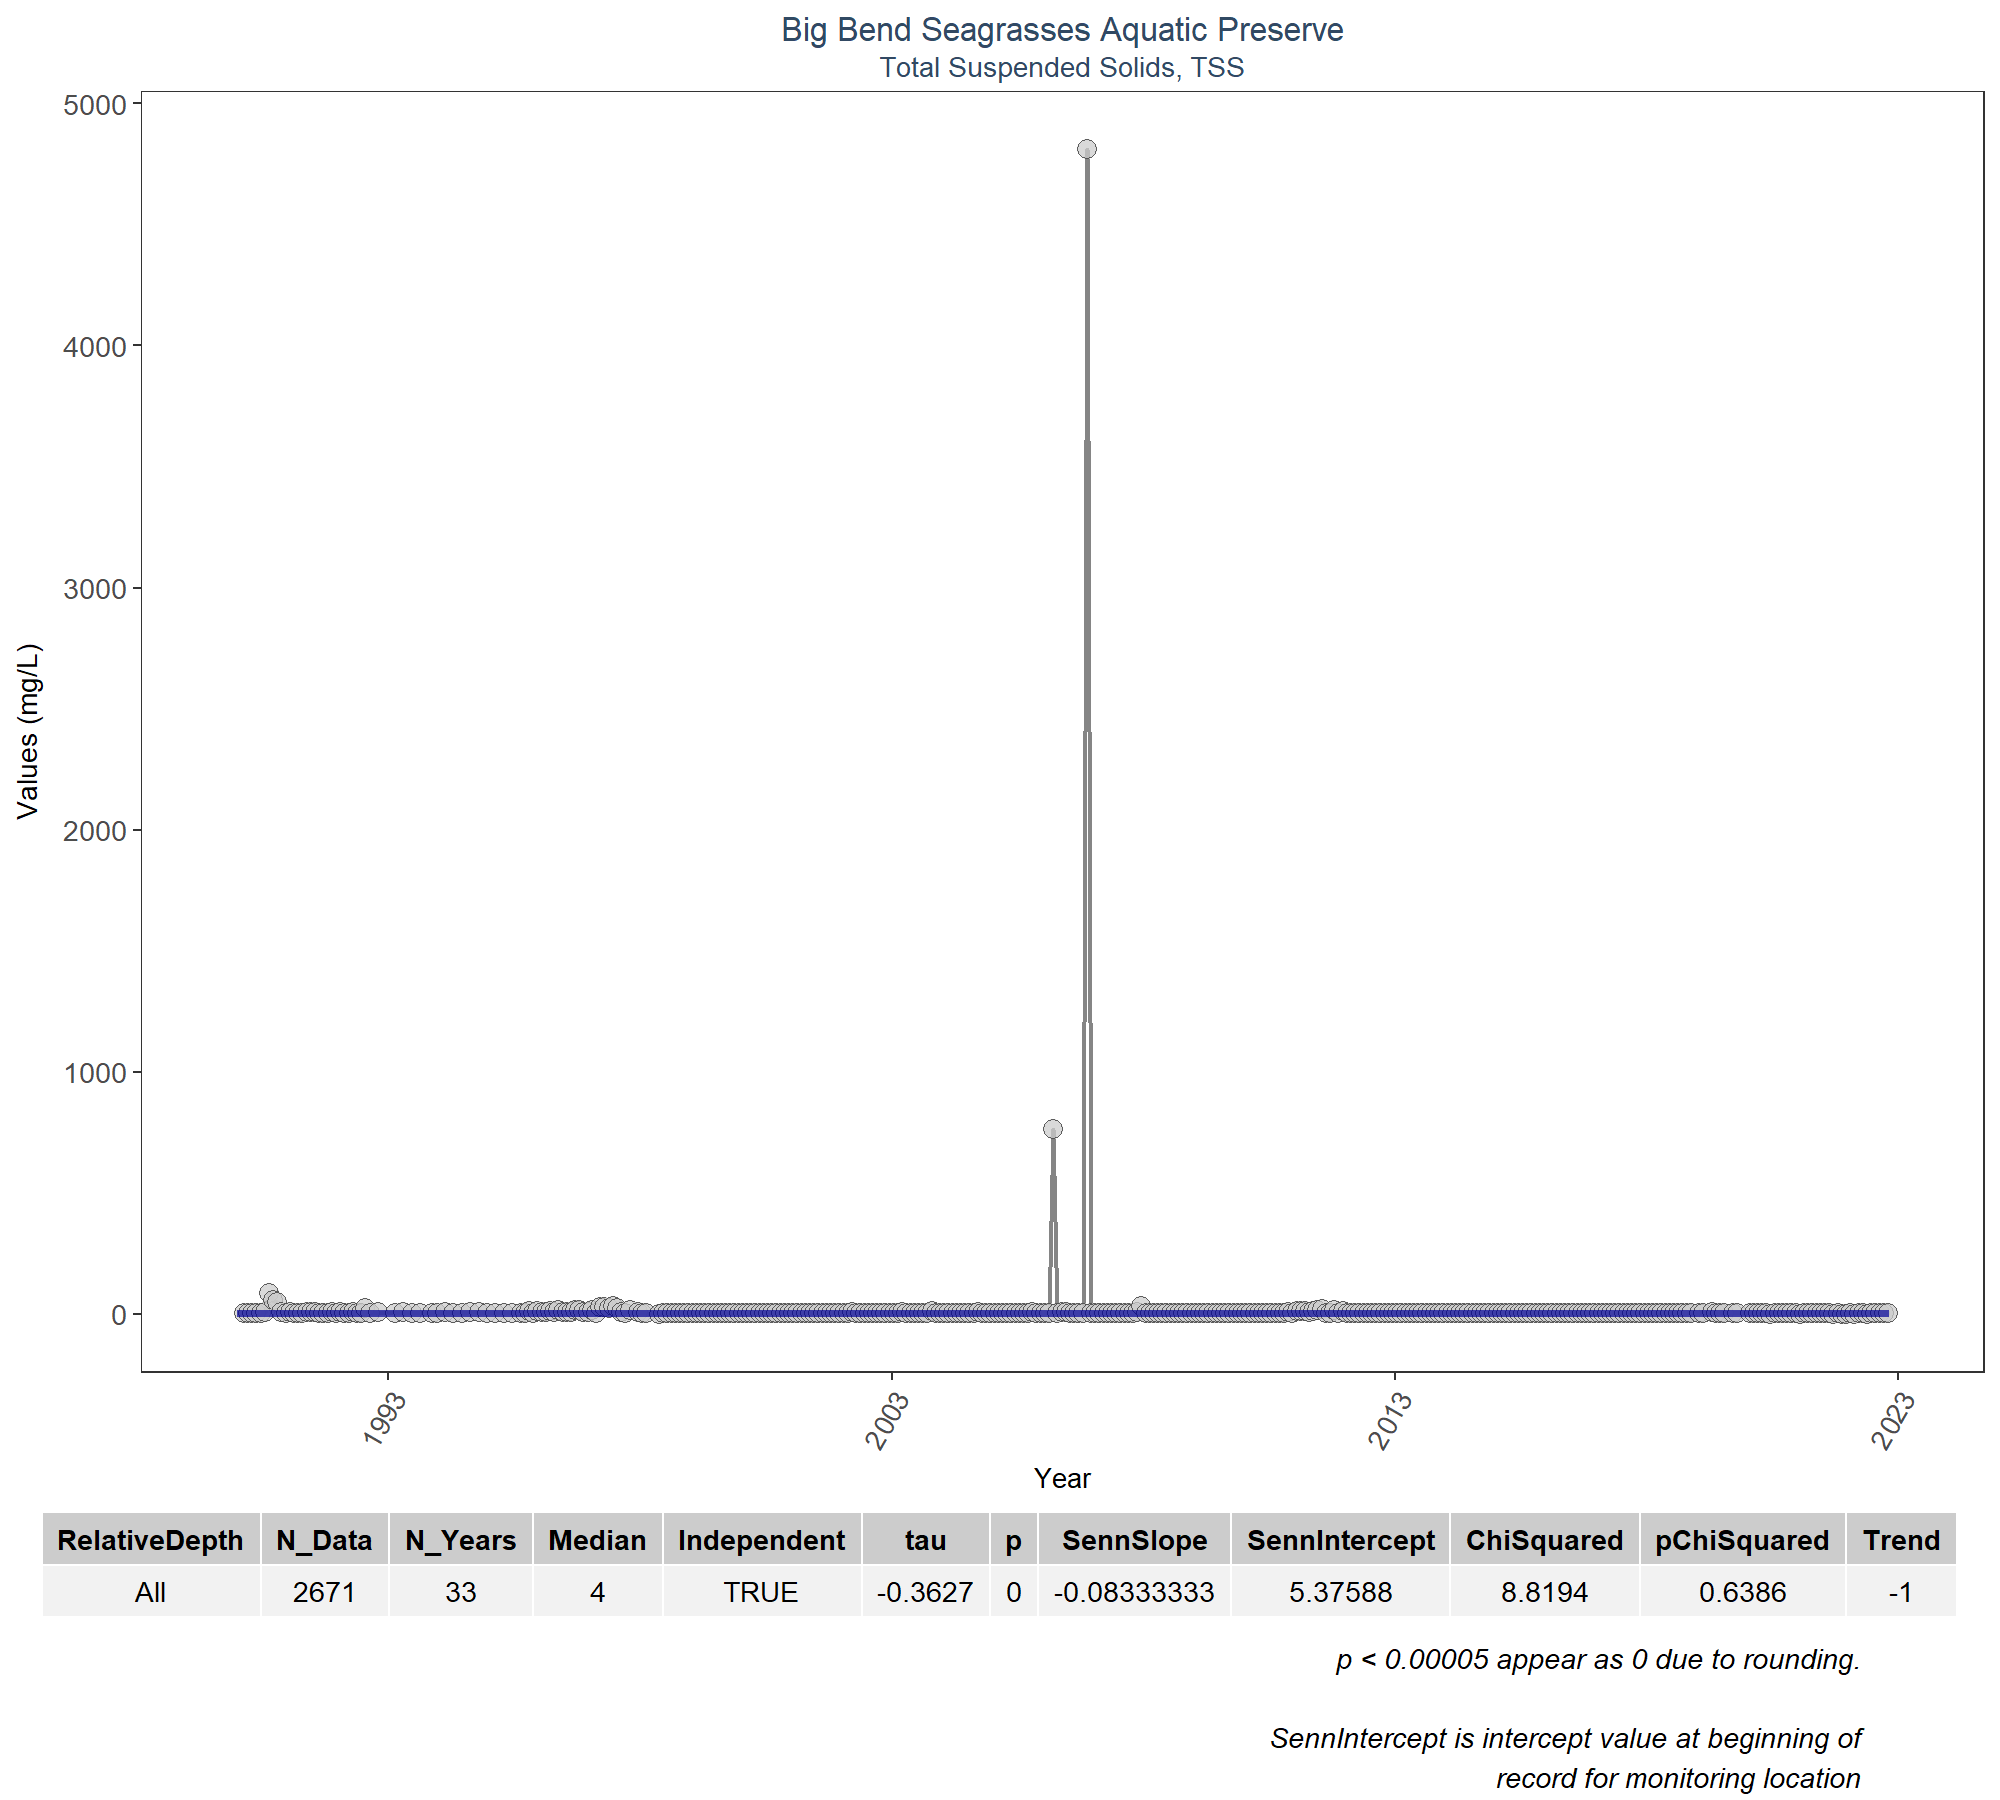 Big Bend Seagrasses Aquatic Preserve
Total Suspended Solids, TSS
5000
4000
3000
2000
1000
0
Values (mg/L)
1993
2003
2013
2023
Year
RelativeDepth N_Data N_Years Median Independent tau p SennSlope SennIntercept ChiSquared pChiSquared Trend
All 2671 33 4 TRUE -0.3627 0 -0.08333333 5.37588 8.8194 0.6386 -1
p < 0.00005 appear as 0 due to rounding.
SennIntercept is intercept value at beginning of
record for monitoring location